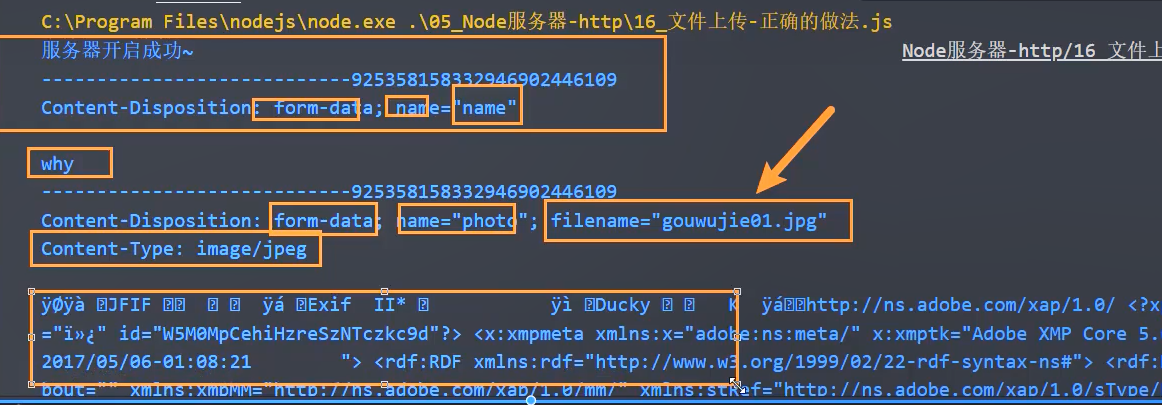 C:\Program Files\nodejs\node.exe .\05_Node服务器-http\16_文件上传-正确的做法.js
服务器开启成功~
Node服务器-http/16 文件上
----------------------------925358158332946902446109
Content-Disposition: form-data; name="name"
why
----------------------------925358158332946902446109
Content-Disposition: form-data; name="photo"; filename="gouwujie01.jpg"
Content-Type: image/jpeg
ÿØÿà JFIF ÿá Exif II* ÿì Ducky K ÿá http://ns.adobe.com/xap/1.0/ <?x
="ï»¿" id="W5M0MpCehiHzreSzNTczkc9d"?> <x:xmpmeta xmlns:x="adobe:ns:meta/" x:xmptk="Adobe XMP Core 5.
2017/05/06-01:08:21 "> <rdf:RDF xmlns:rdf="http://www.w3.org/1999/02/22-rdf-syntax-ns#"> <rdf:
bout="" xmlns:xmpMM="http://ns.adobe.com/xap/1.0/mm/" xmlns:stRef="http://ns.adobe.com/xap/1.0/sType/